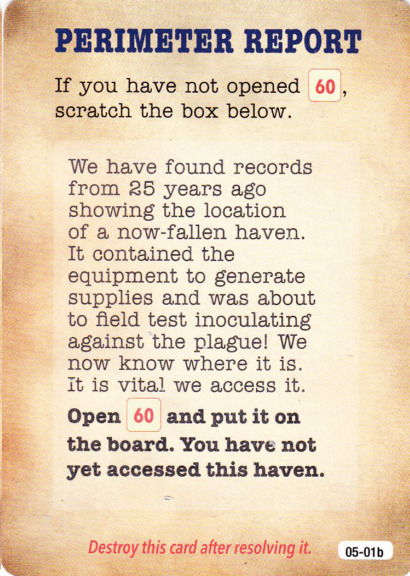 PERIMETER REPORT
If you have not opened 60,
scratch the box below.
We have found records
from 25 years ago
showing the location
of a now-fallen haven.
It contained the
equipment to generate
supplies and was about
to field test inoculating
against the plague! We
now know where it is.
It is vital we access it.
Open 60 and put it on
the board. You have not
yet accessed this haven.
Destroy this card after resolving it.
05-01b